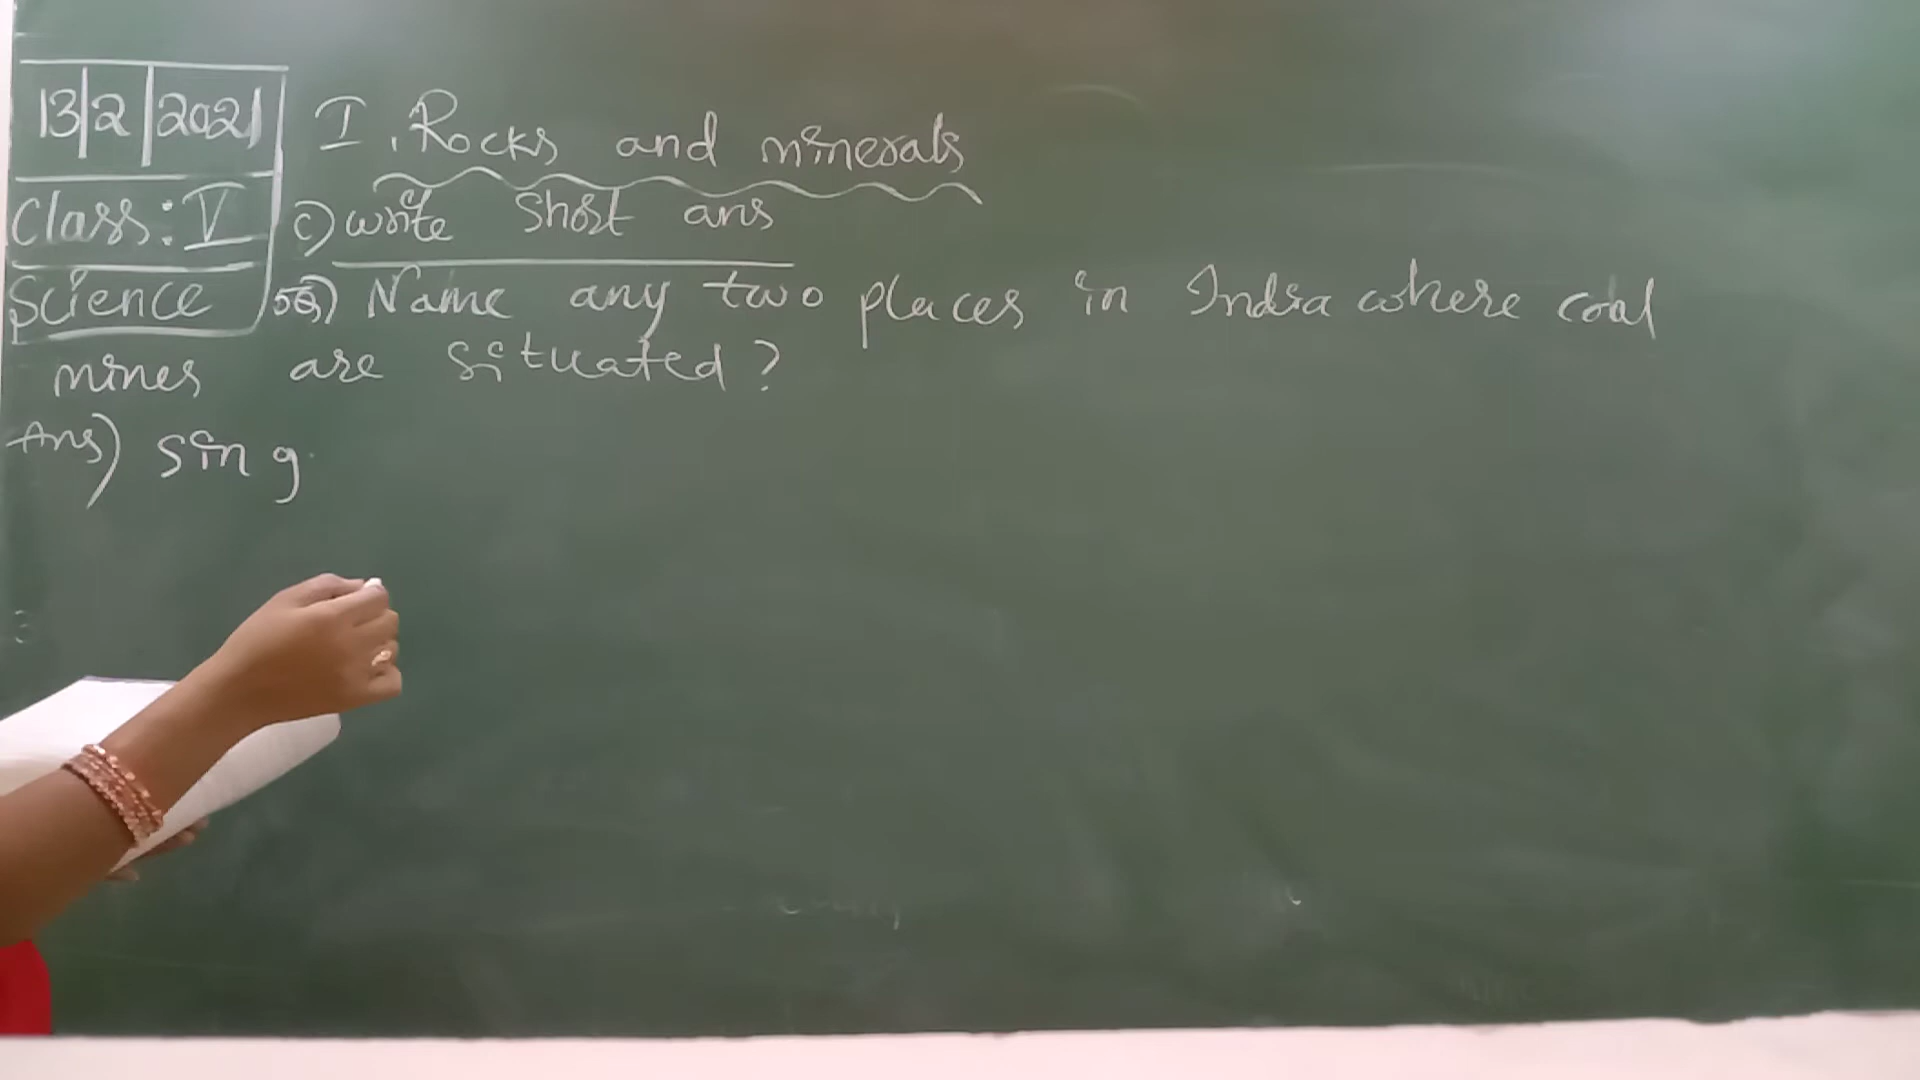 13|2|2021
Class: V
Science
I. Rocks and minerals
c) write short ans
5Q) Name any two places in India where coal
mines are situated?
Ans) sing